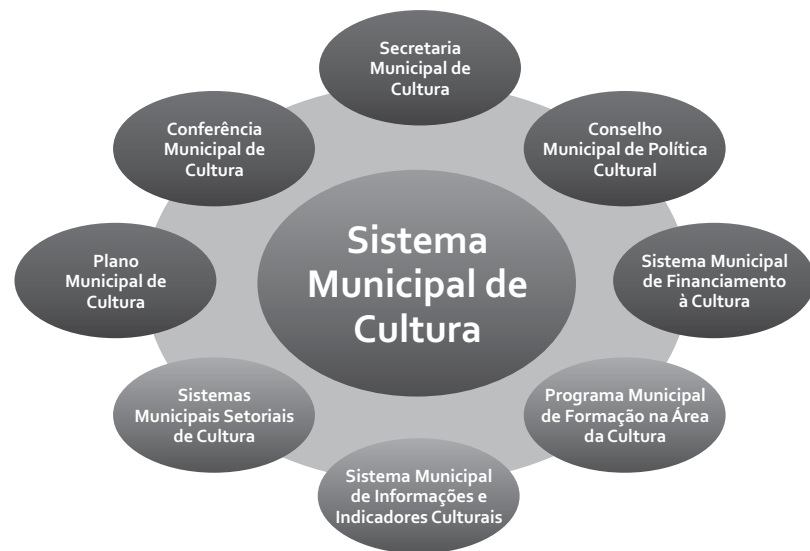 Secretaria
Municipal de
Cultura
Conferência
Municipal de
Cultura
Conselho
Municipal de Política
Cultural
Plano
Municipal de
Cultura
Sistema
Municipal de
Cultura
Sistema Municipal
de Financiamento
à Cultura
Sistemas
Municipais Setoriais
de Cultura
Programa Municipal
de Formação na Área
da Cultura
Sistema Municipal
de Informações e
Indicadores Culturais